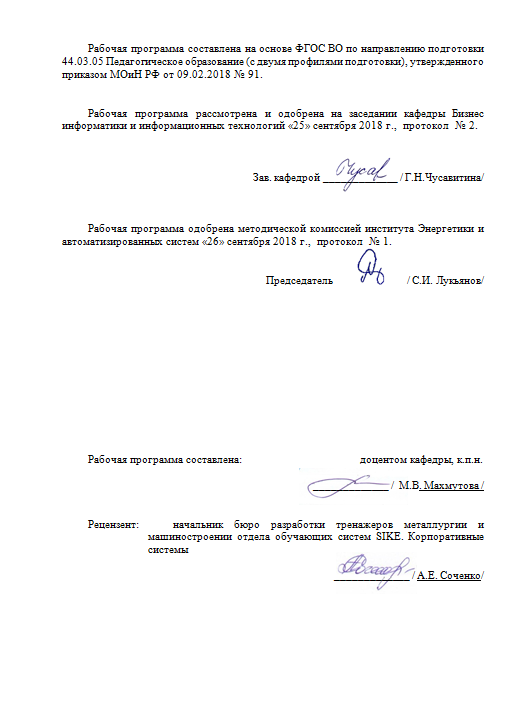 Рабочая программа составлена на основе ФГОС ВО по направлению подготовки
44.03.05 Педагогическое образование (с двумя профилями подготовки), утвержденного
приказом МОиН РФ от 09.02.2018 № 91.
Рабочая программа рассмотрена и одобрена на заседании кафедры Бизнес
информатики и информационных технологий «25» сентября 2018 г., протокол № 2.
Зав. кафедрой ______________ / Г.Н.Чусавитина/
Рабочая программа одобрена методической комиссией института Энергетики и
автоматизированных систем «26» сентября 2018 г., протокол № 1.
Председатель / С.И. Лукьянов/
Рабочая программа составлена: доцентом кафедры, к.п.н.
______________ / М.В. Махмутова /
Рецензент: начальник бюро разработки тренажеров металлургии и
машиностроении отдела обучающих систем SIKE. Корпоративные
системы
______________ / А.Е. Соченко/